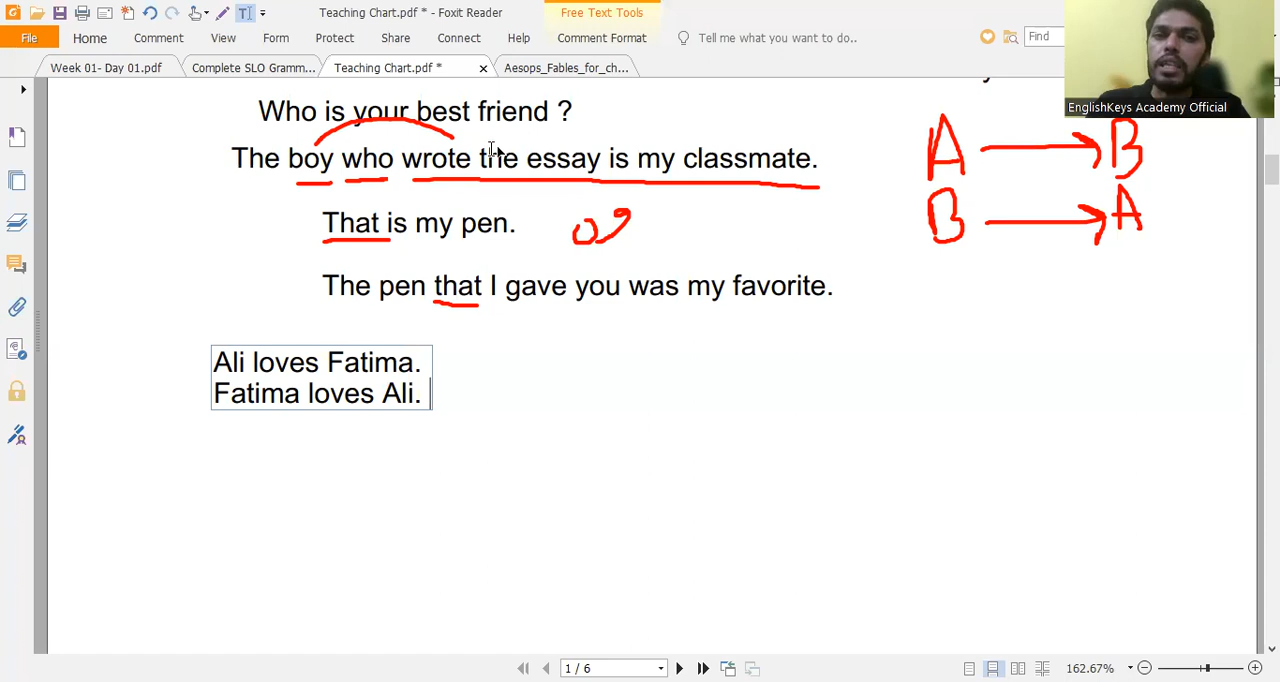 Teaching Chart.pdf * - Foxit Reader
Free Text Tools
File Home Comment View Form Protect Share Connect Help Comment Format Tell me what you want to do.. Find
Week 01- Day 01.pdf Complete SLO Gramm... Teaching Chart.pdf * Aesops_Fables_for_ch...
EnglishKeys Academy Official
Who is your best friend ?
The boy who wrote the essay is my classmate.
A B
That is my pen. وہ
B A
The pen that I gave you was my favorite.
Ali loves Fatima.
Fatima loves Ali.
1 / 6 162.67%